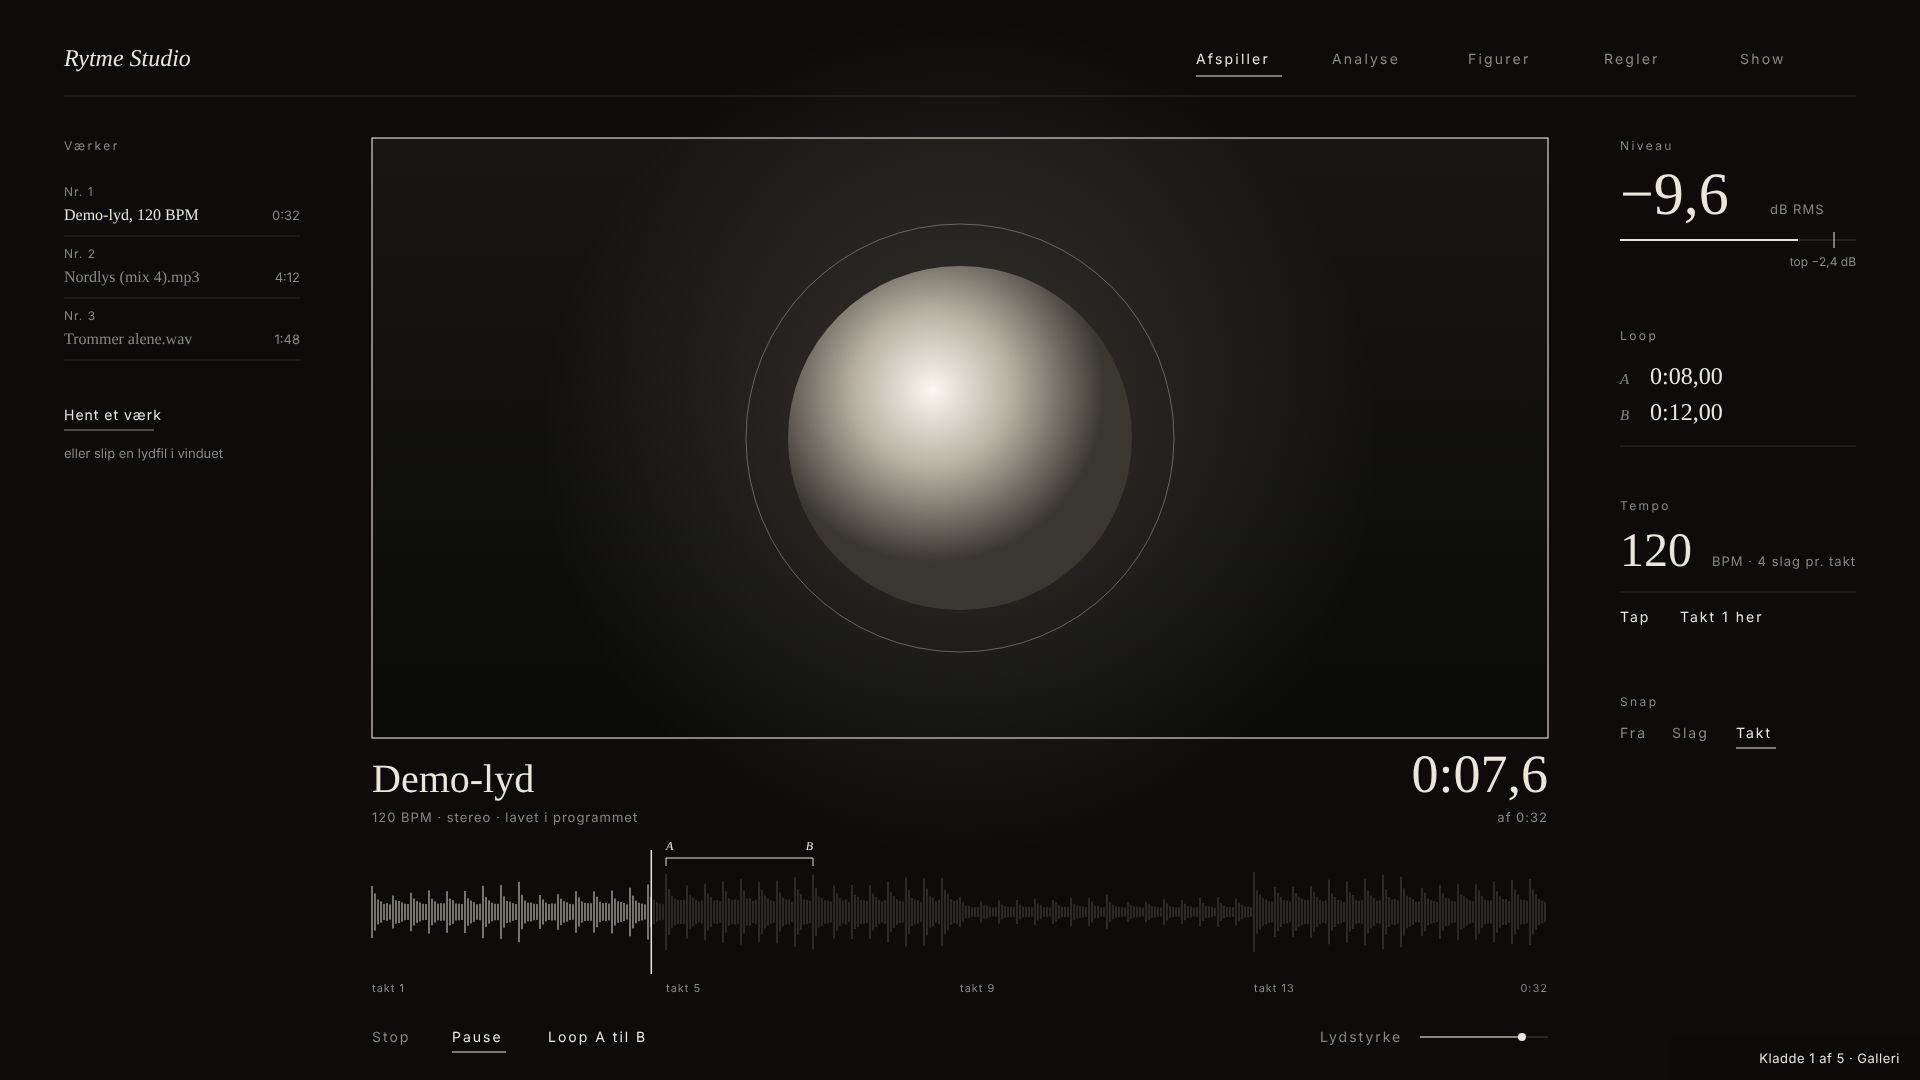 Rytme Studio
Afspiller Analyse Figurer Regler Show
Værker
Nr. 1
Demo-lyd, 120 BPM 0:32
Nr. 2
Nordlys (mix 4).mp3 4:12
Nr. 3
Trommer alene.wav 1:48
Hent et værk
eller slip en lydfil i vinduet
Niveau
−9,6 dB RMS
top −2,4 dB
Loop
A 0:08,00
B 0:12,00
Tempo
120 BPM · 4 slag pr. takt
Tap Takt 1 her
Snap
Fra Slag Takt
Demo-lyd 0:07,6
120 BPM · stereo · lavet i programmet af 0:32
A B
takt 1 takt 5 takt 9 takt 13 0:32
Stop Pause Loop A til B Lydstyrke
Kladde 1 af 5 · Galleri